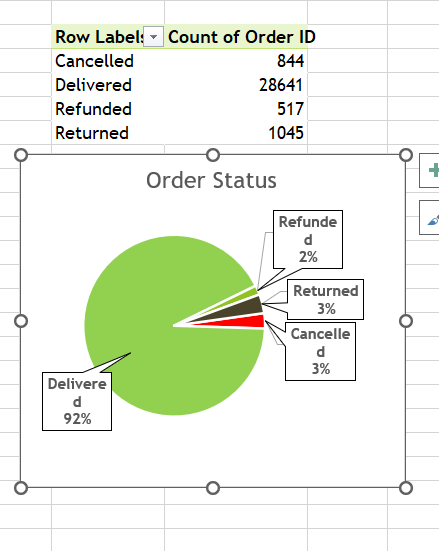 Row Labels Count of Order ID
Cancelled 844
Delivered 28641
Refunded 517
Returned 1045
Order Status
Refunde
d
2%
Returned
3%
Cancelle
d
3%
Delivere
d
92%